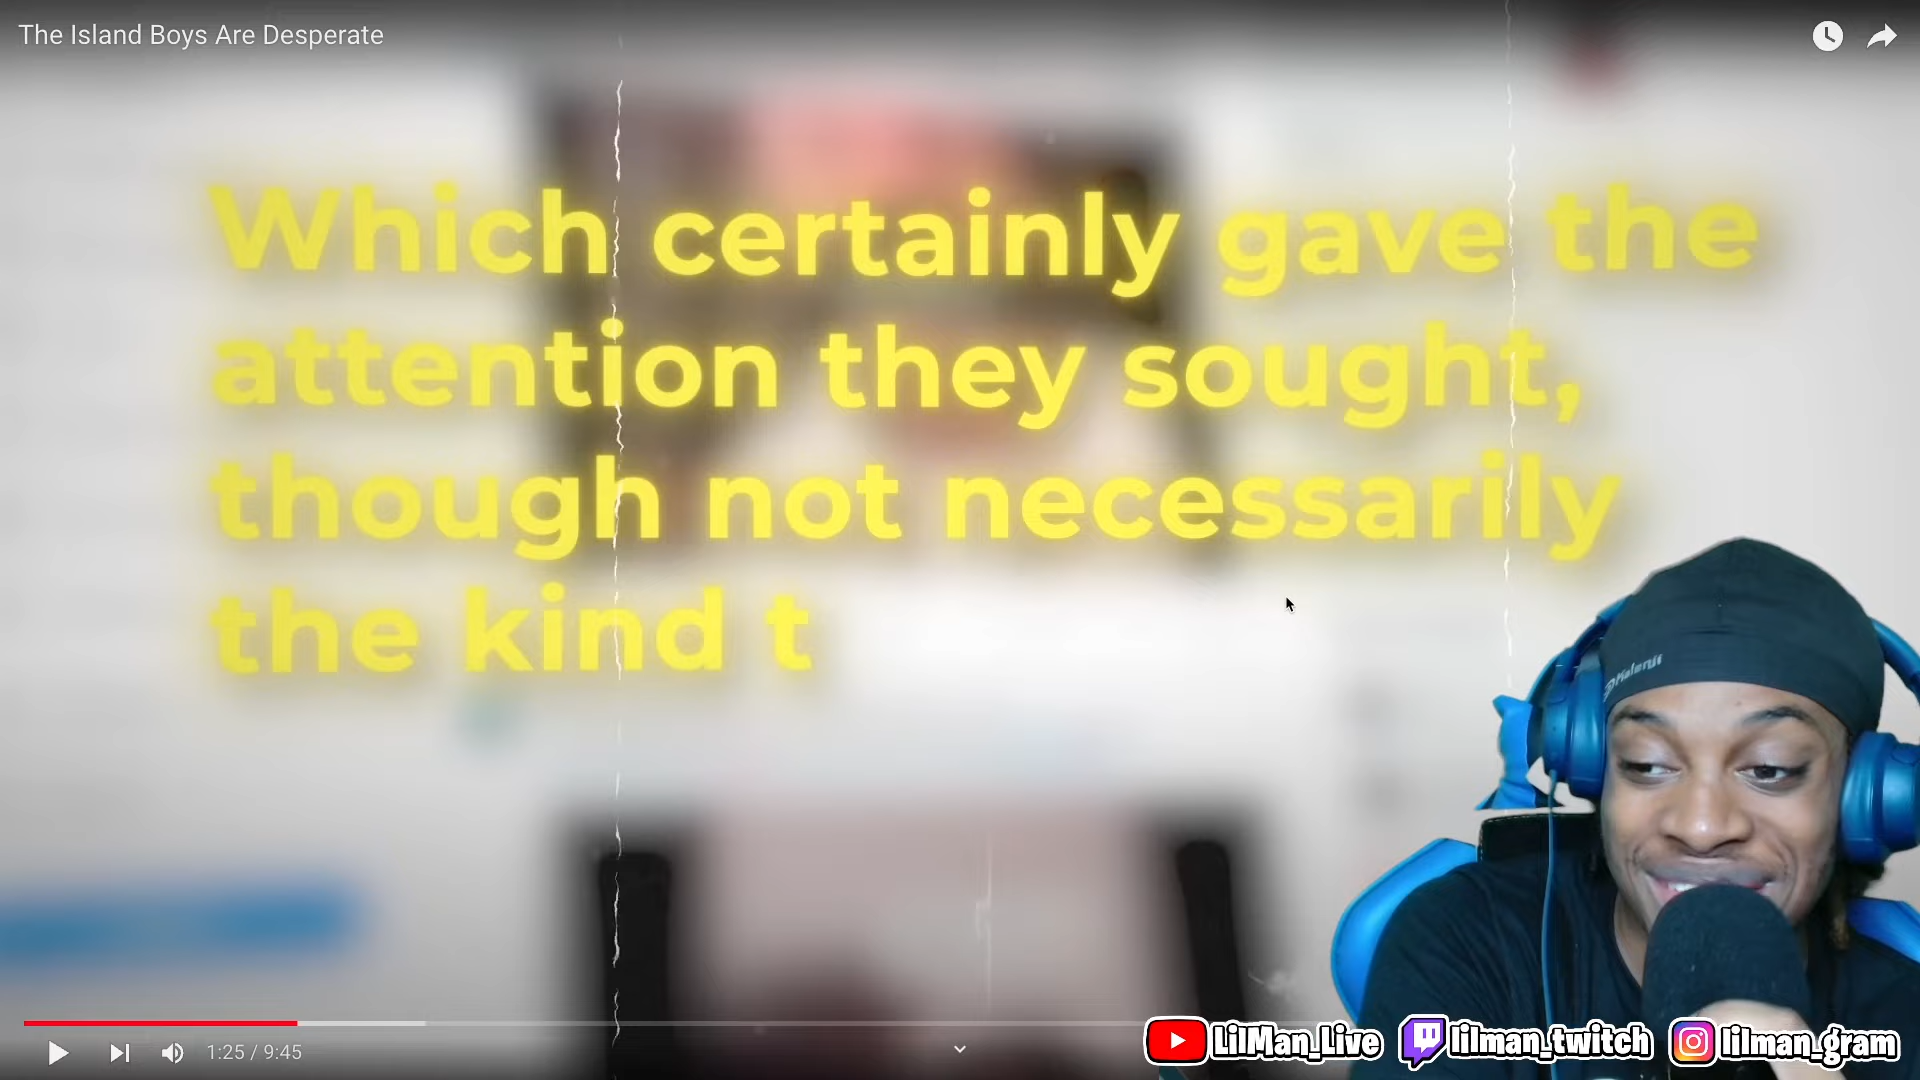 The Island Boys Are Desperate
Which certainly gave the
attention they sought,
though not necessarily
the kind t
1:25 / 9:45
LilMan_Live
lilman_twitch
lilman_gram